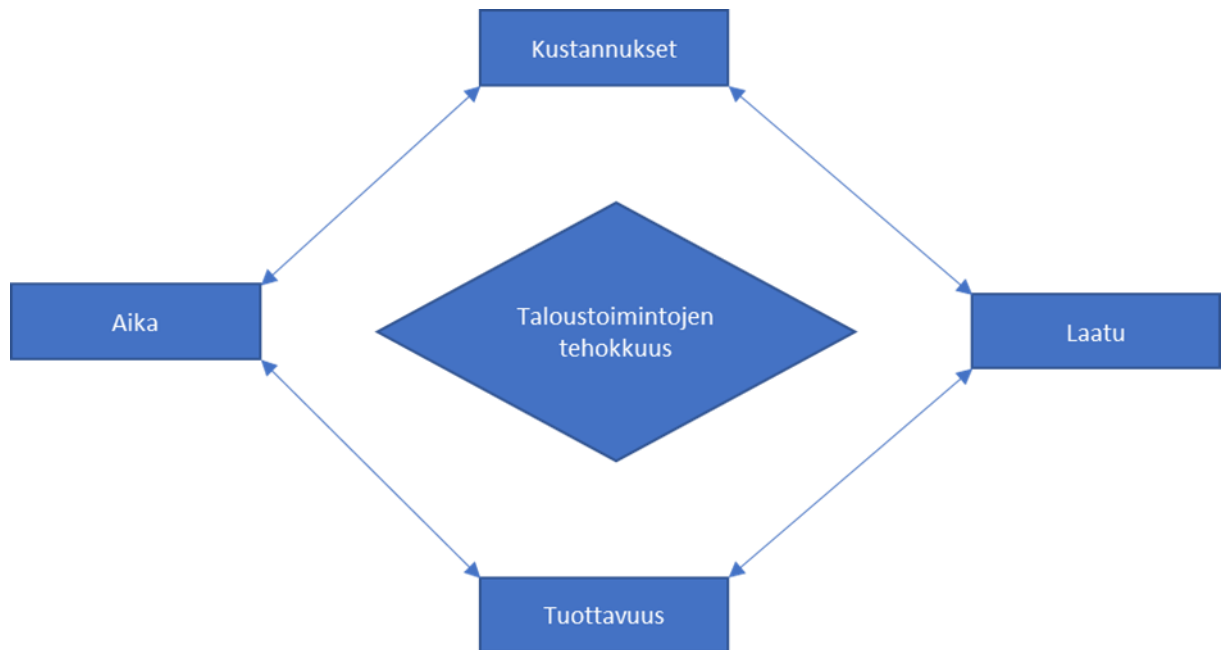 Kustannukset
Aika
Taloustoimintojen
tehokkuus
Laatu
Tuottavuus